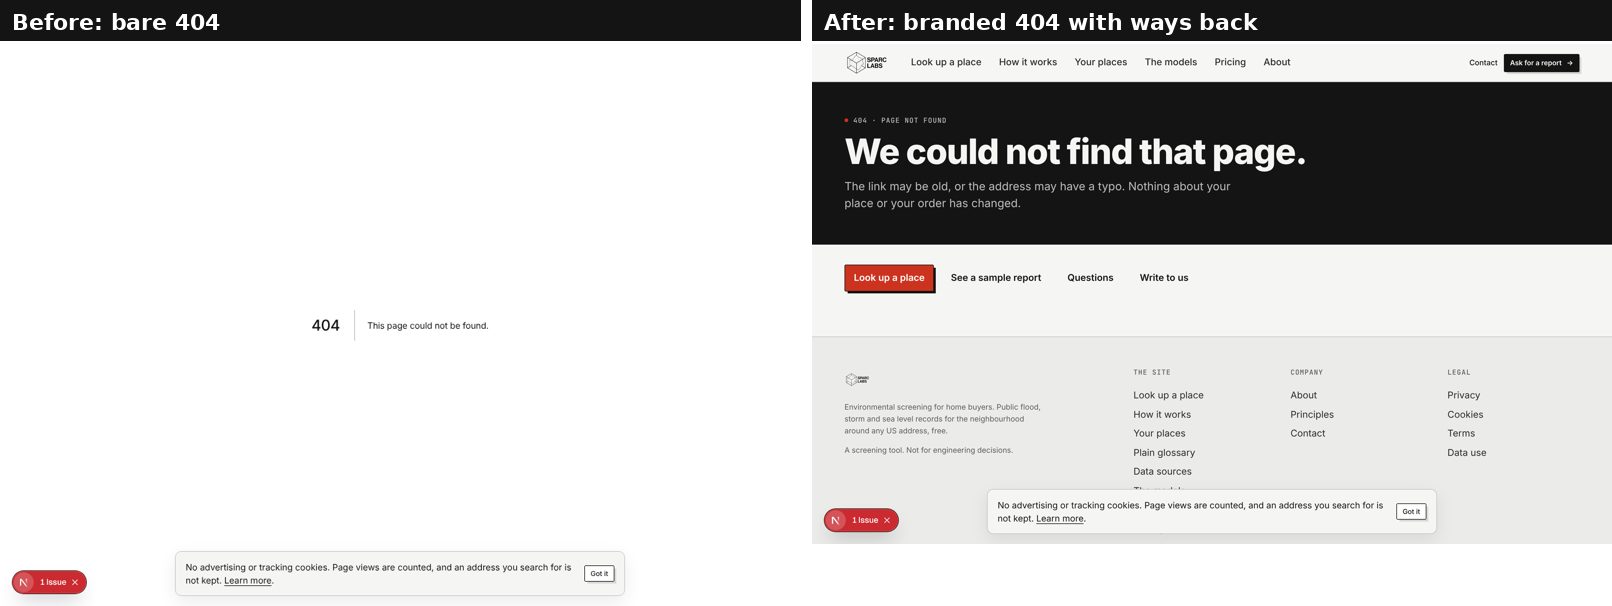 Before: bare 404
404
This page could not be found.
No advertising or tracking cookies. Page views are counted, and an address you search for is
not kept. Learn more.
Got it
N 1 Issue ×
After: branded 404 with ways back
SPARC
LABS
Look up a place
How it works
Your places
The models
Pricing
About
Contact
Ask for a report →
404 · PAGE NOT FOUND
We could not find that page.
The link may be old, or the address may have a typo. Nothing about your
place or your order has changed.
Look up a place
See a sample report
Questions
Write to us
SPARC
LABS
Environmental screening for home buyers. Public flood,
storm and sea level records for the neighbourhood
around any US address, free.
A screening tool. Not for engineering decisions.
THE SITE
Look up a place
How it works
Your places
Plain glossary
Data sources
COMPANY
About
Principles
Contact
LEGAL
Privacy
Cookies
Terms
Data use
No advertising or tracking cookies. Page views are counted, and an address you search for is
not kept. Learn more.
Got it
N 1 Issue ×